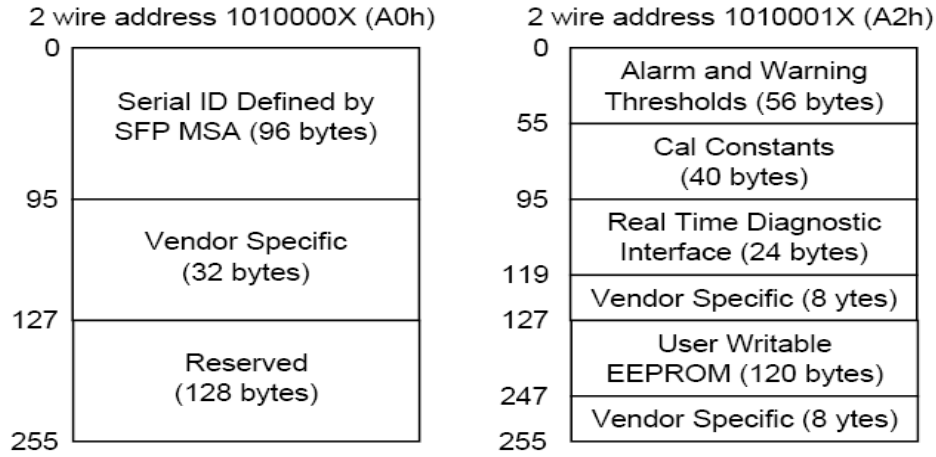 2 wire address 1010000X (A0h)
0
Serial ID Defined by
SFP MSA (96 bytes)
95
Vendor Specific
(32 bytes)
127
Reserved
(128 bytes)
255
2 wire address 1010001X (A2h)
0
Alarm and Warning
Thresholds (56 bytes)
55
Cal Constants
(40 bytes)
95
Real Time Diagnostic
Interface (24 bytes)
119
Vendor Specific (8 ytes)
127
User Writable
EEPROM (120 bytes)
247
Vendor Specific (8 ytes)
255